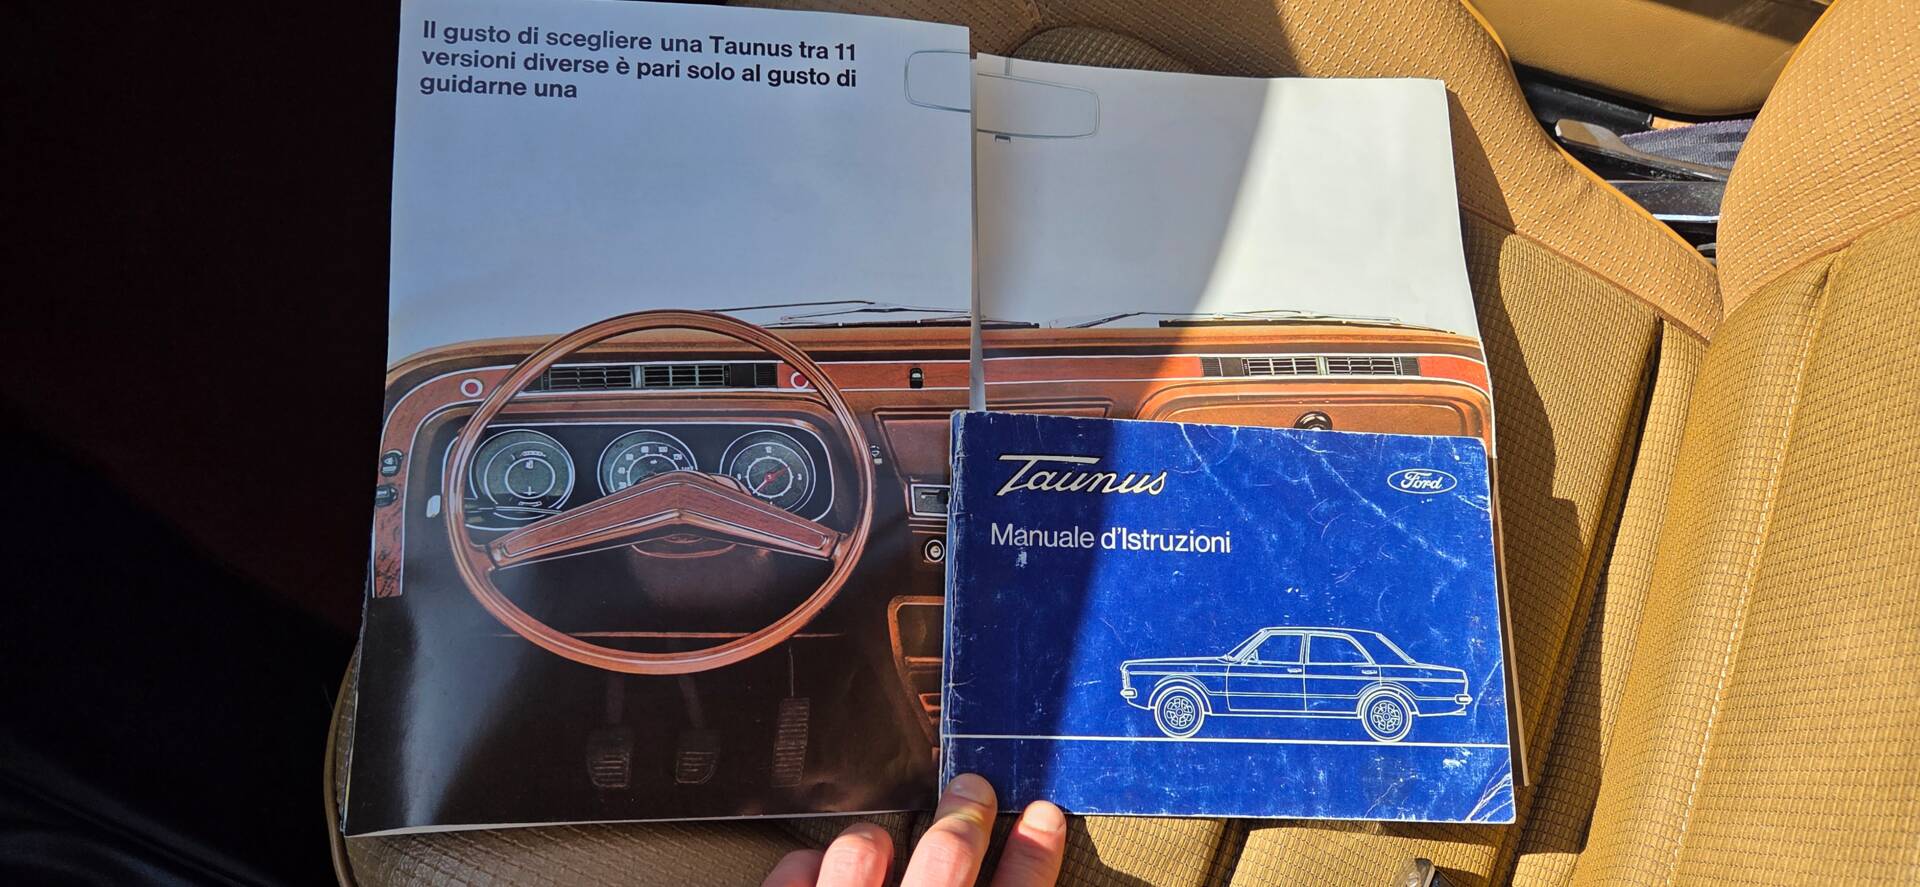 Il gusto di scegliere una Taunus tra 11
versioni diverse è pari solo al gusto di
guidarne una
Taunus
Ford
Manuale d'Istruzioni